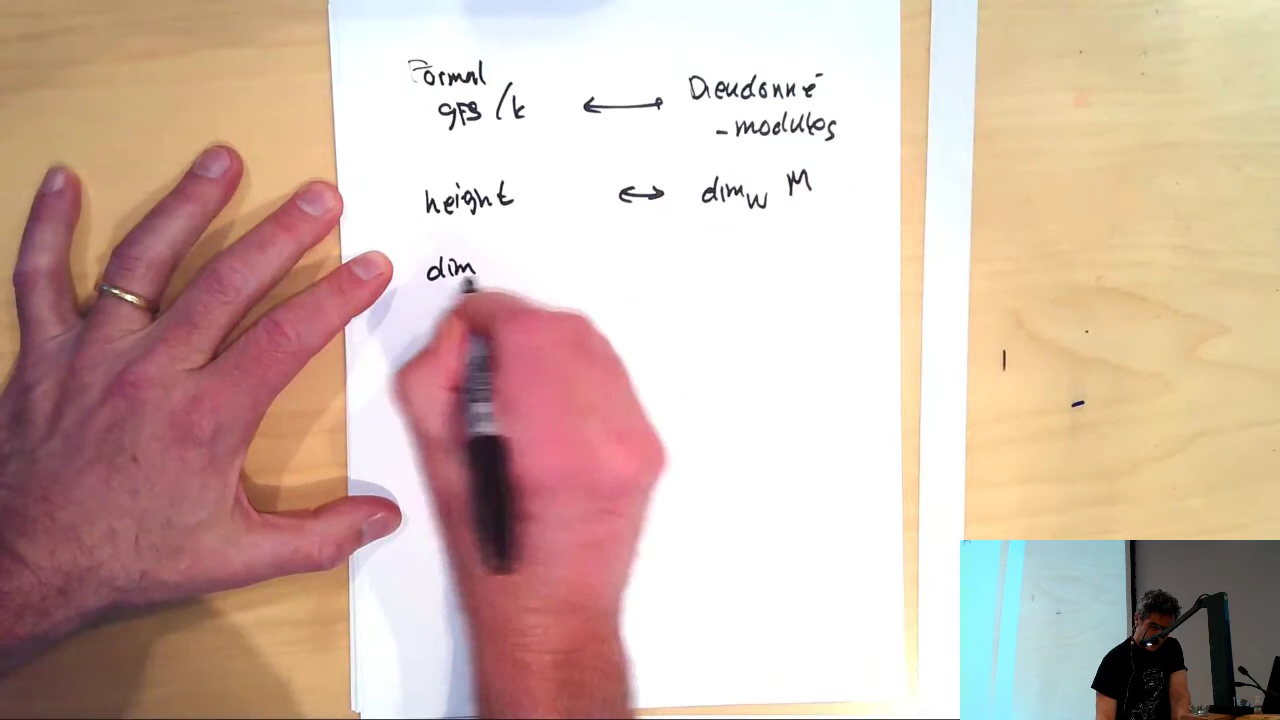 Formal
gps /k ⟷ Dieudonné
-modules
height ↔ dim_W M
dim